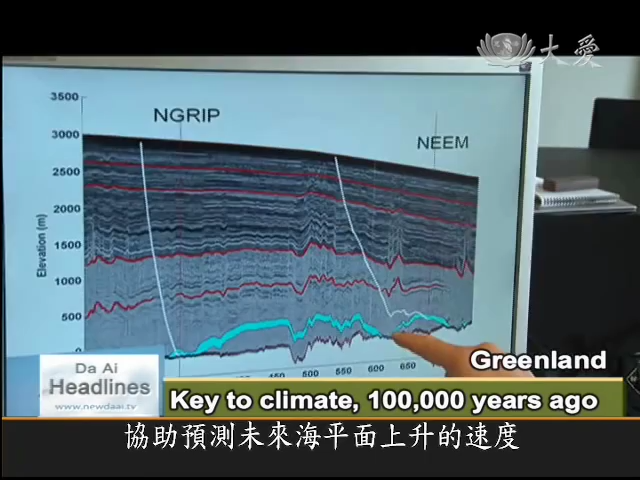 大愛
3500
NGRIP
3000
NEEM
2500
2000
Elevation (m)
1500
1000
500
0
500 550 600 650
Greenland
Da Ai
Headlines
www.newdaai.tv
Key to climate, 100,000 years ago
協助預測未來海平面上升的速度